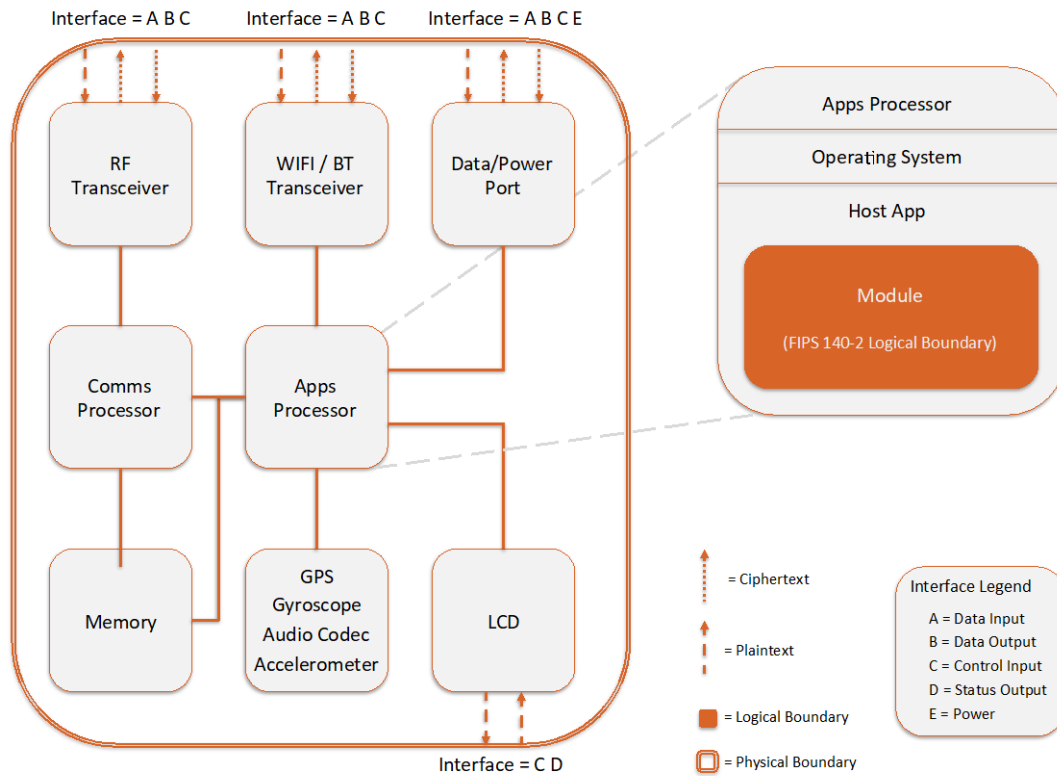 Interface = A B C
Interface = A B C
Interface = A B C E
RF
Transceiver
WIFI / BT
Transceiver
Data/Power
Port
Comms
Processor
Apps
Processor
Memory
GPS
Gyroscope
Audio Codec
Accelerometer
LCD
Interface = C D
Apps Processor
Operating System
Host App
Module
(FIPS 140-2 Logical Boundary)
= Ciphertext
= Plaintext
= Logical Boundary
= Physical Boundary
Interface Legend
A = Data Input
B = Data Output
C = Control Input
D = Status Output
E = Power